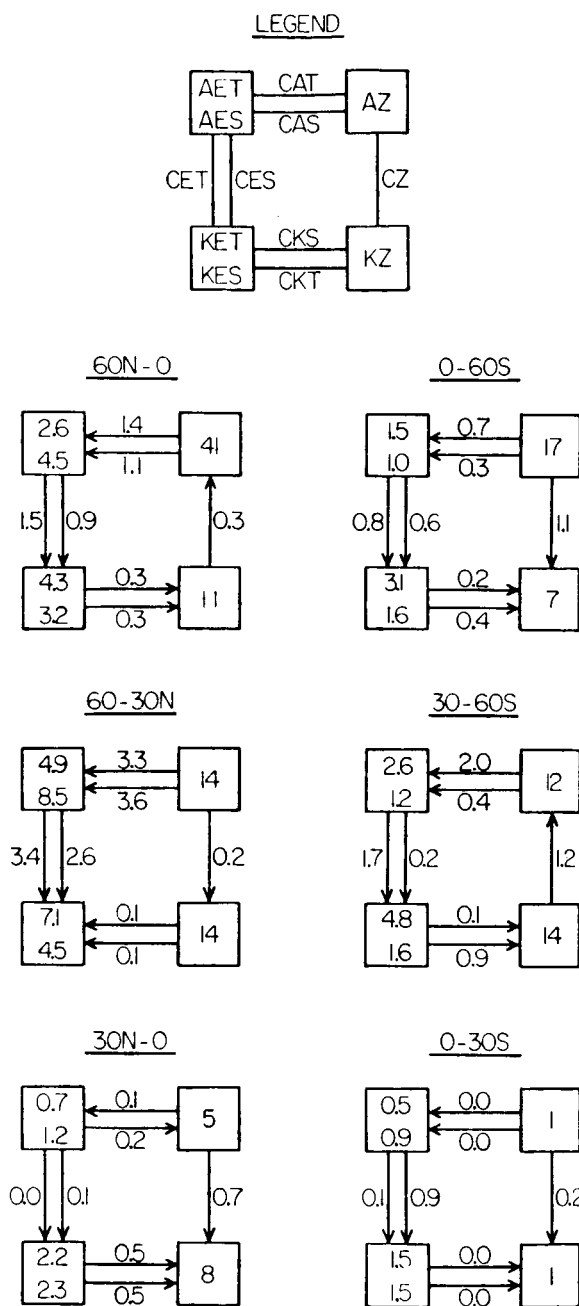 LEGEND
AET CAT AZ
AES CAS
CET CES CZ
KET CKS KZ
KES CKT
60N-0 0-60S
2.6 1.4 41 1.5 0.7 17
4.5 1.1 1.0 0.3
1.5 0.9 0.3 0.8 0.6 1.1
4.3 0.3 11 3.1 0.2 7
3.2 0.3 1.6 0.4
60-30N 30-60S
4.9 3.3 14 2.6 2.0 12
8.5 3.6 1.2 0.4
3.4 2.6 0.2 1.7 0.2 1.2
7.1 0.1 14 4.8 0.1 14
4.5 0.1 1.6 0.9
30N-0 0-30S
0.7 0.1 5 0.5 0.0 1
1.2 0.2 0.9 0.0
0.0 0.1 0.7 0.1 0.9 0.2
2.2 0.5 8 1.5 0.0 1
2.3 0.5 1.5 0.0